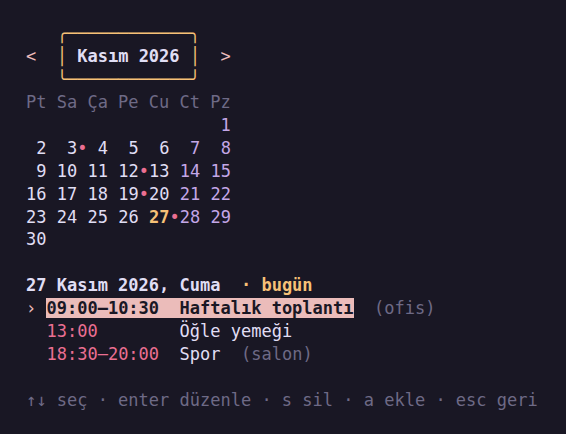 < Kasım 2026 >
Pt Sa Ça Pe Cu Ct Pz
1
2 3• 4 5 6 7 8
9 10 11 12•13 14 15
16 17 18 19•20 21 22
23 24 25 26 27•28 29
30
27 Kasım 2026, Cuma · bugün
› 09:00–10:30 Haftalık toplantı (ofis)
13:00 Öğle yemeği
18:30–20:00 Spor (salon)
↑↓ seç · enter düzenle · s sil · a ekle · esc geri